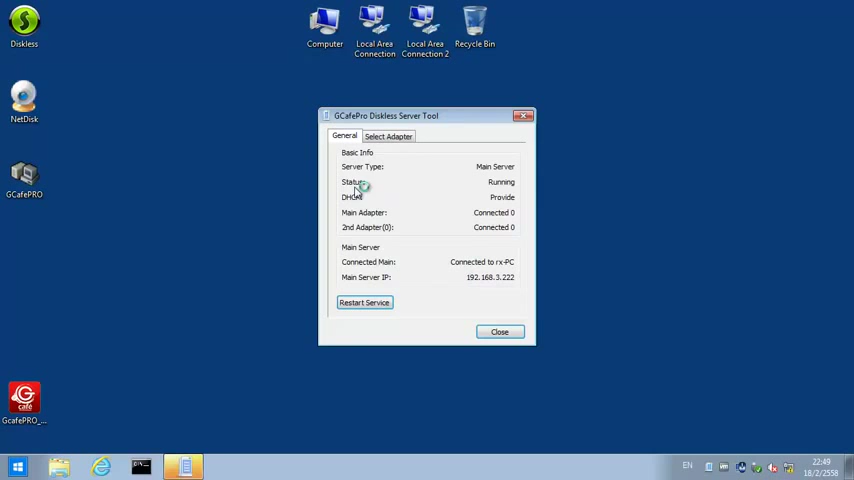 Computer
Local Area
Connection
Local Area
Connection 2
Recycle Bin
Diskless
NetDisk
GCafePRO
GcafePRO_...
GCafePro Diskless Server Tool
General
Select Adapter
Basic Info
Server Type: Main Server
Status: Running
Provide
Main Adapter: Connected 0
2nd Adapter(0): Connected 0
Main Server
Connected Main: Connected to rx-PC
Main Server IP: 192.168.3.222
Restart Service
Close
EN
22:49
18/2/2558